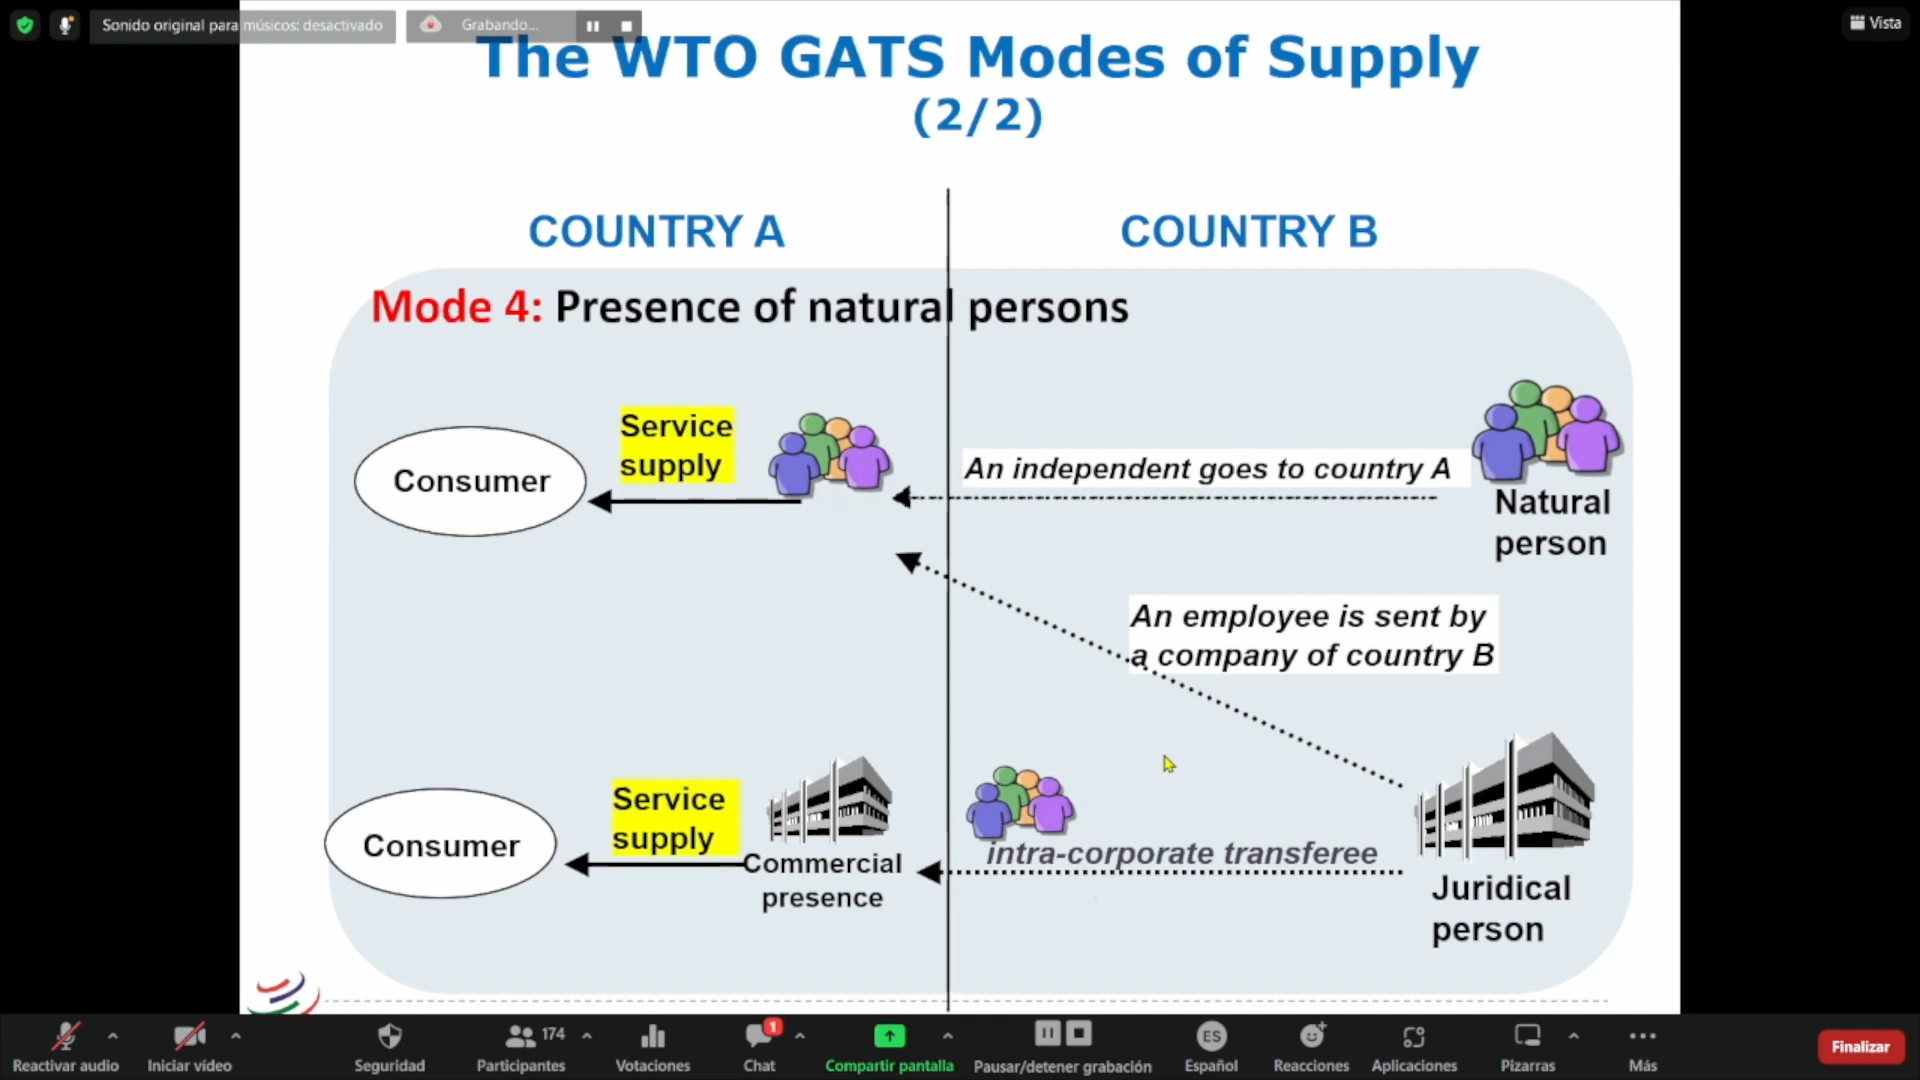 Sonido original para músicos: desactivado
Grabando...
Vista
The WTO GATS Modes of Supply
(2/2)
COUNTRY A
COUNTRY B
Mode 4: Presence of natural persons
Service
supply
Consumer
An independent goes to country A
Natural
person
An employee is sent by
a company of country B
Service
supply
Consumer
Commercial
presence
intra-corporate transferee
Juridical
person
Reactivar audio
Iniciar video
Seguridad
174
Participantes
Votaciones
1
Chat
Compartir pantalla
Pausar/detener grabación
ES
Español
Reacciones
Aplicaciones
Pizarras
Más
Finalizar